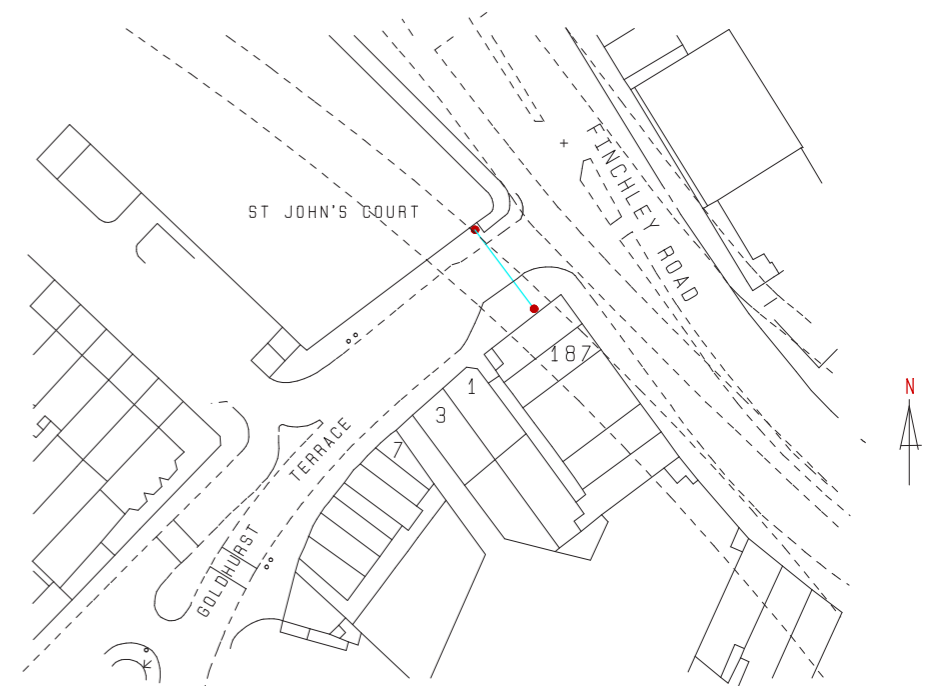 FINCHLEY ROAD
ST JOHN'S COURT
187
N
1
3
7
TERRACE
GOLDHURST